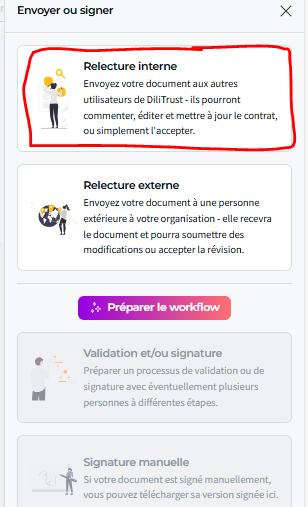 Envoyer ou signer
Relecture interne
Envoyez votre document aux autres
utilisateurs de DiliTrust - ils pourront
commenter, éditer et mettre à jour le contrat,
ou simplement l'accepter.
Relecture externe
Envoyez votre document à une personne
extérieure à votre organisation - elle recevra
le document et pourra soumettre des
modifications ou accepter la révision.
Préparer le workflow
Validation et/ou signature
Préparer un processus de validation ou de
signature avec éventuellement plusieurs
personnes à différentes étapes.
Signature manuelle
Si votre document est signé manuellement,
vous pouvez télécharger sa version signée ici.